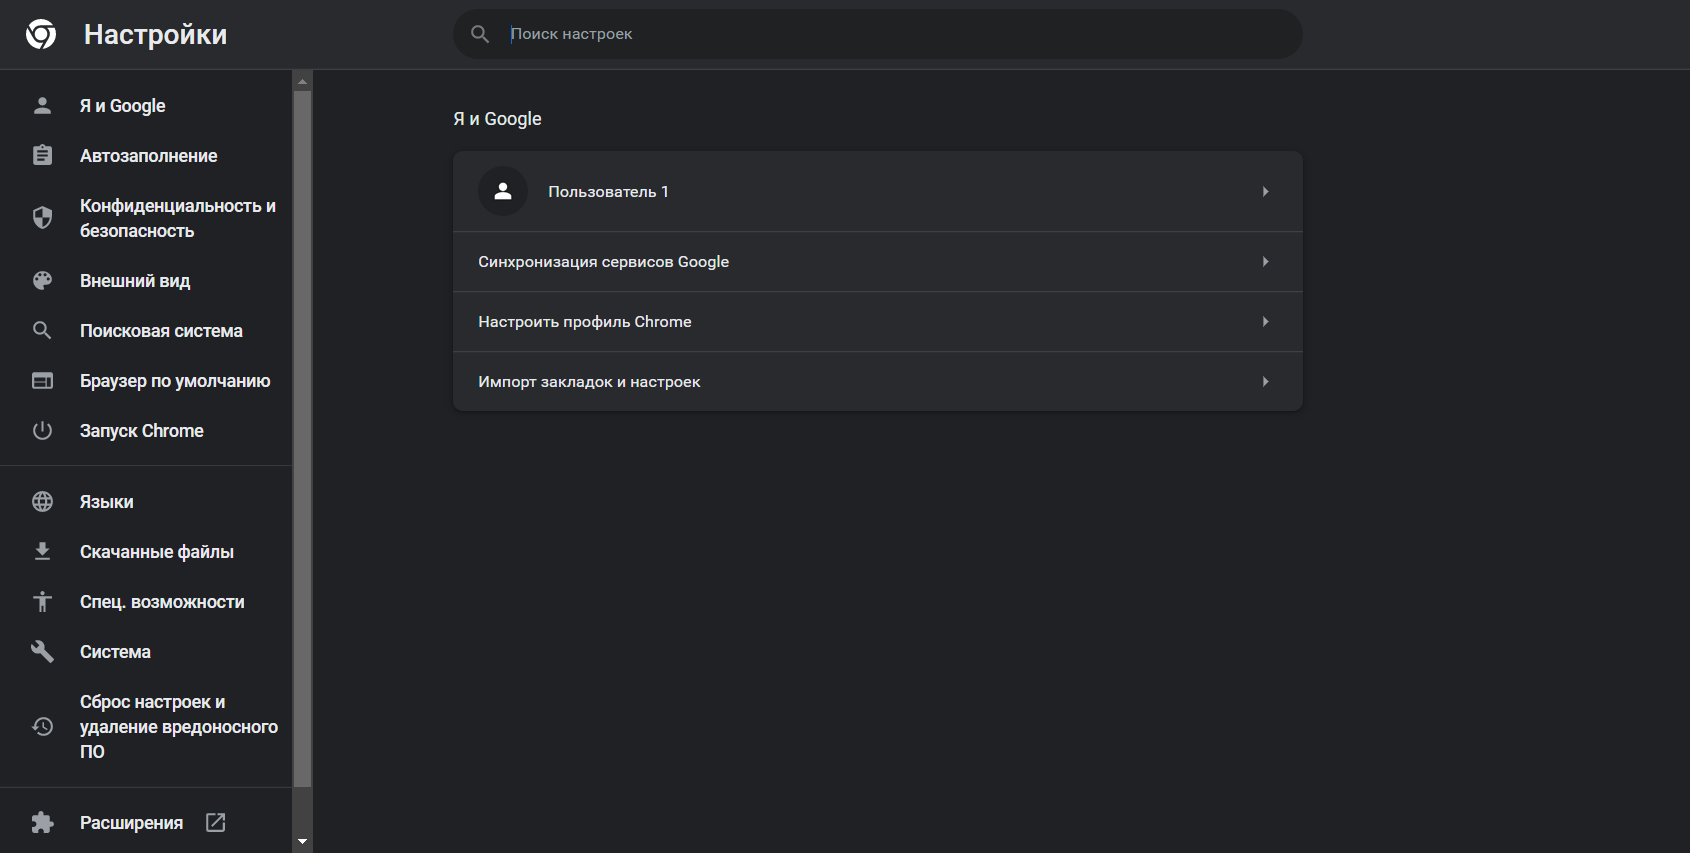 Настройки
Поиск настроек
Я и Google
Автозаполнение
Конфиденциальность и
безопасность
Внешний вид
Поисковая система
Браузер по умолчанию
Запуск Chrome
Языки
Скачанные файлы
Спец. возможности
Система
Сброс настроек и
удаление вредоносного
ПО
Расширения
Я и Google
Пользователь 1
Синхронизация сервисов Google
Настроить профиль Chrome
Импорт закладок и настроек